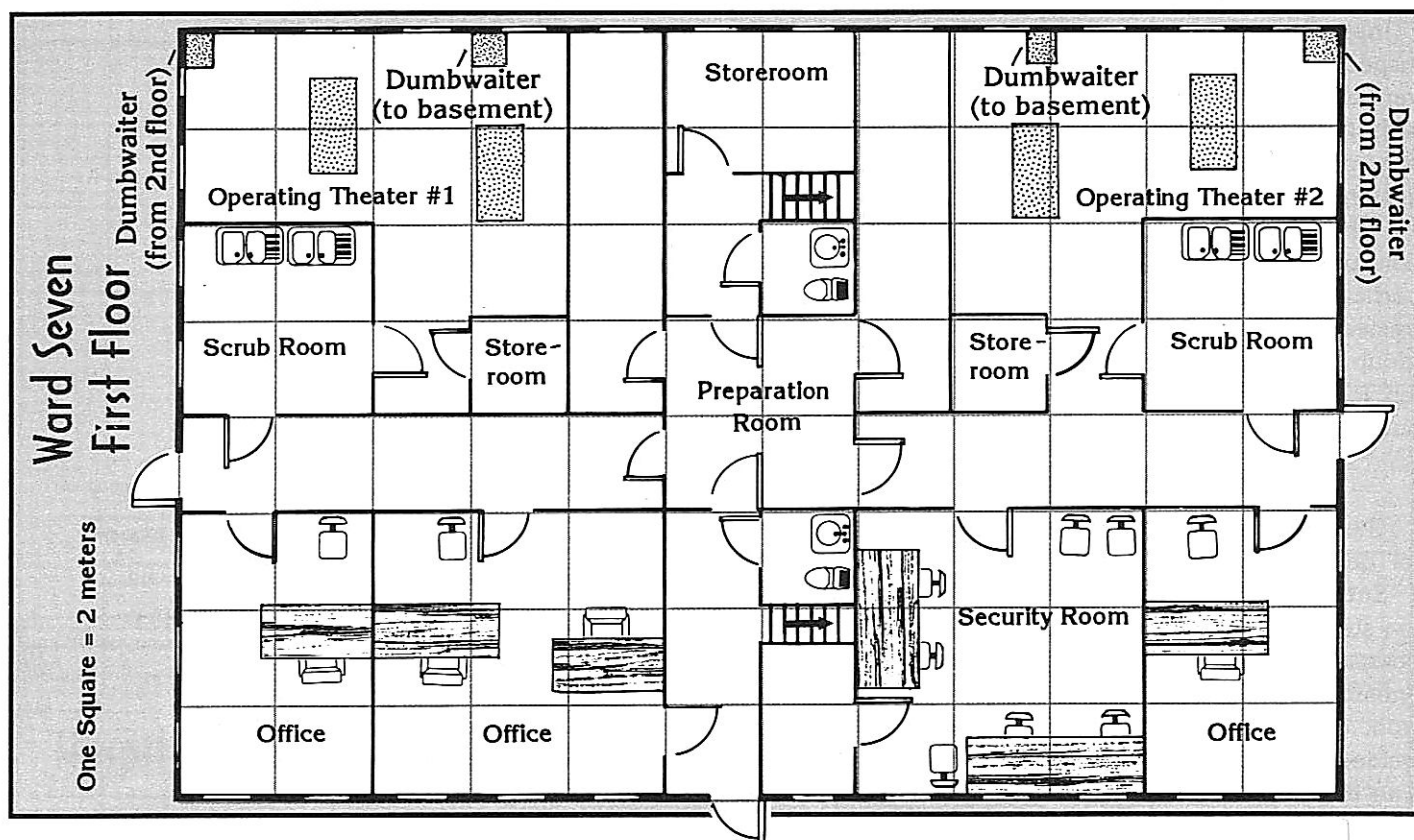 Ward Seven
First Floor
One Square = 2 meters
Dumbwaiter
(from 2nd floor)
Dumbwaiter
(to basement)
Operating Theater #1
Storeroom
Dumbwaiter
(to basement)
Operating Theater #2
Dumbwaiter
(from 2nd floor)
Scrub Room
Store-
room
Preparation
Room
Store-
room
Scrub Room
Office
Office
Security Room
Office